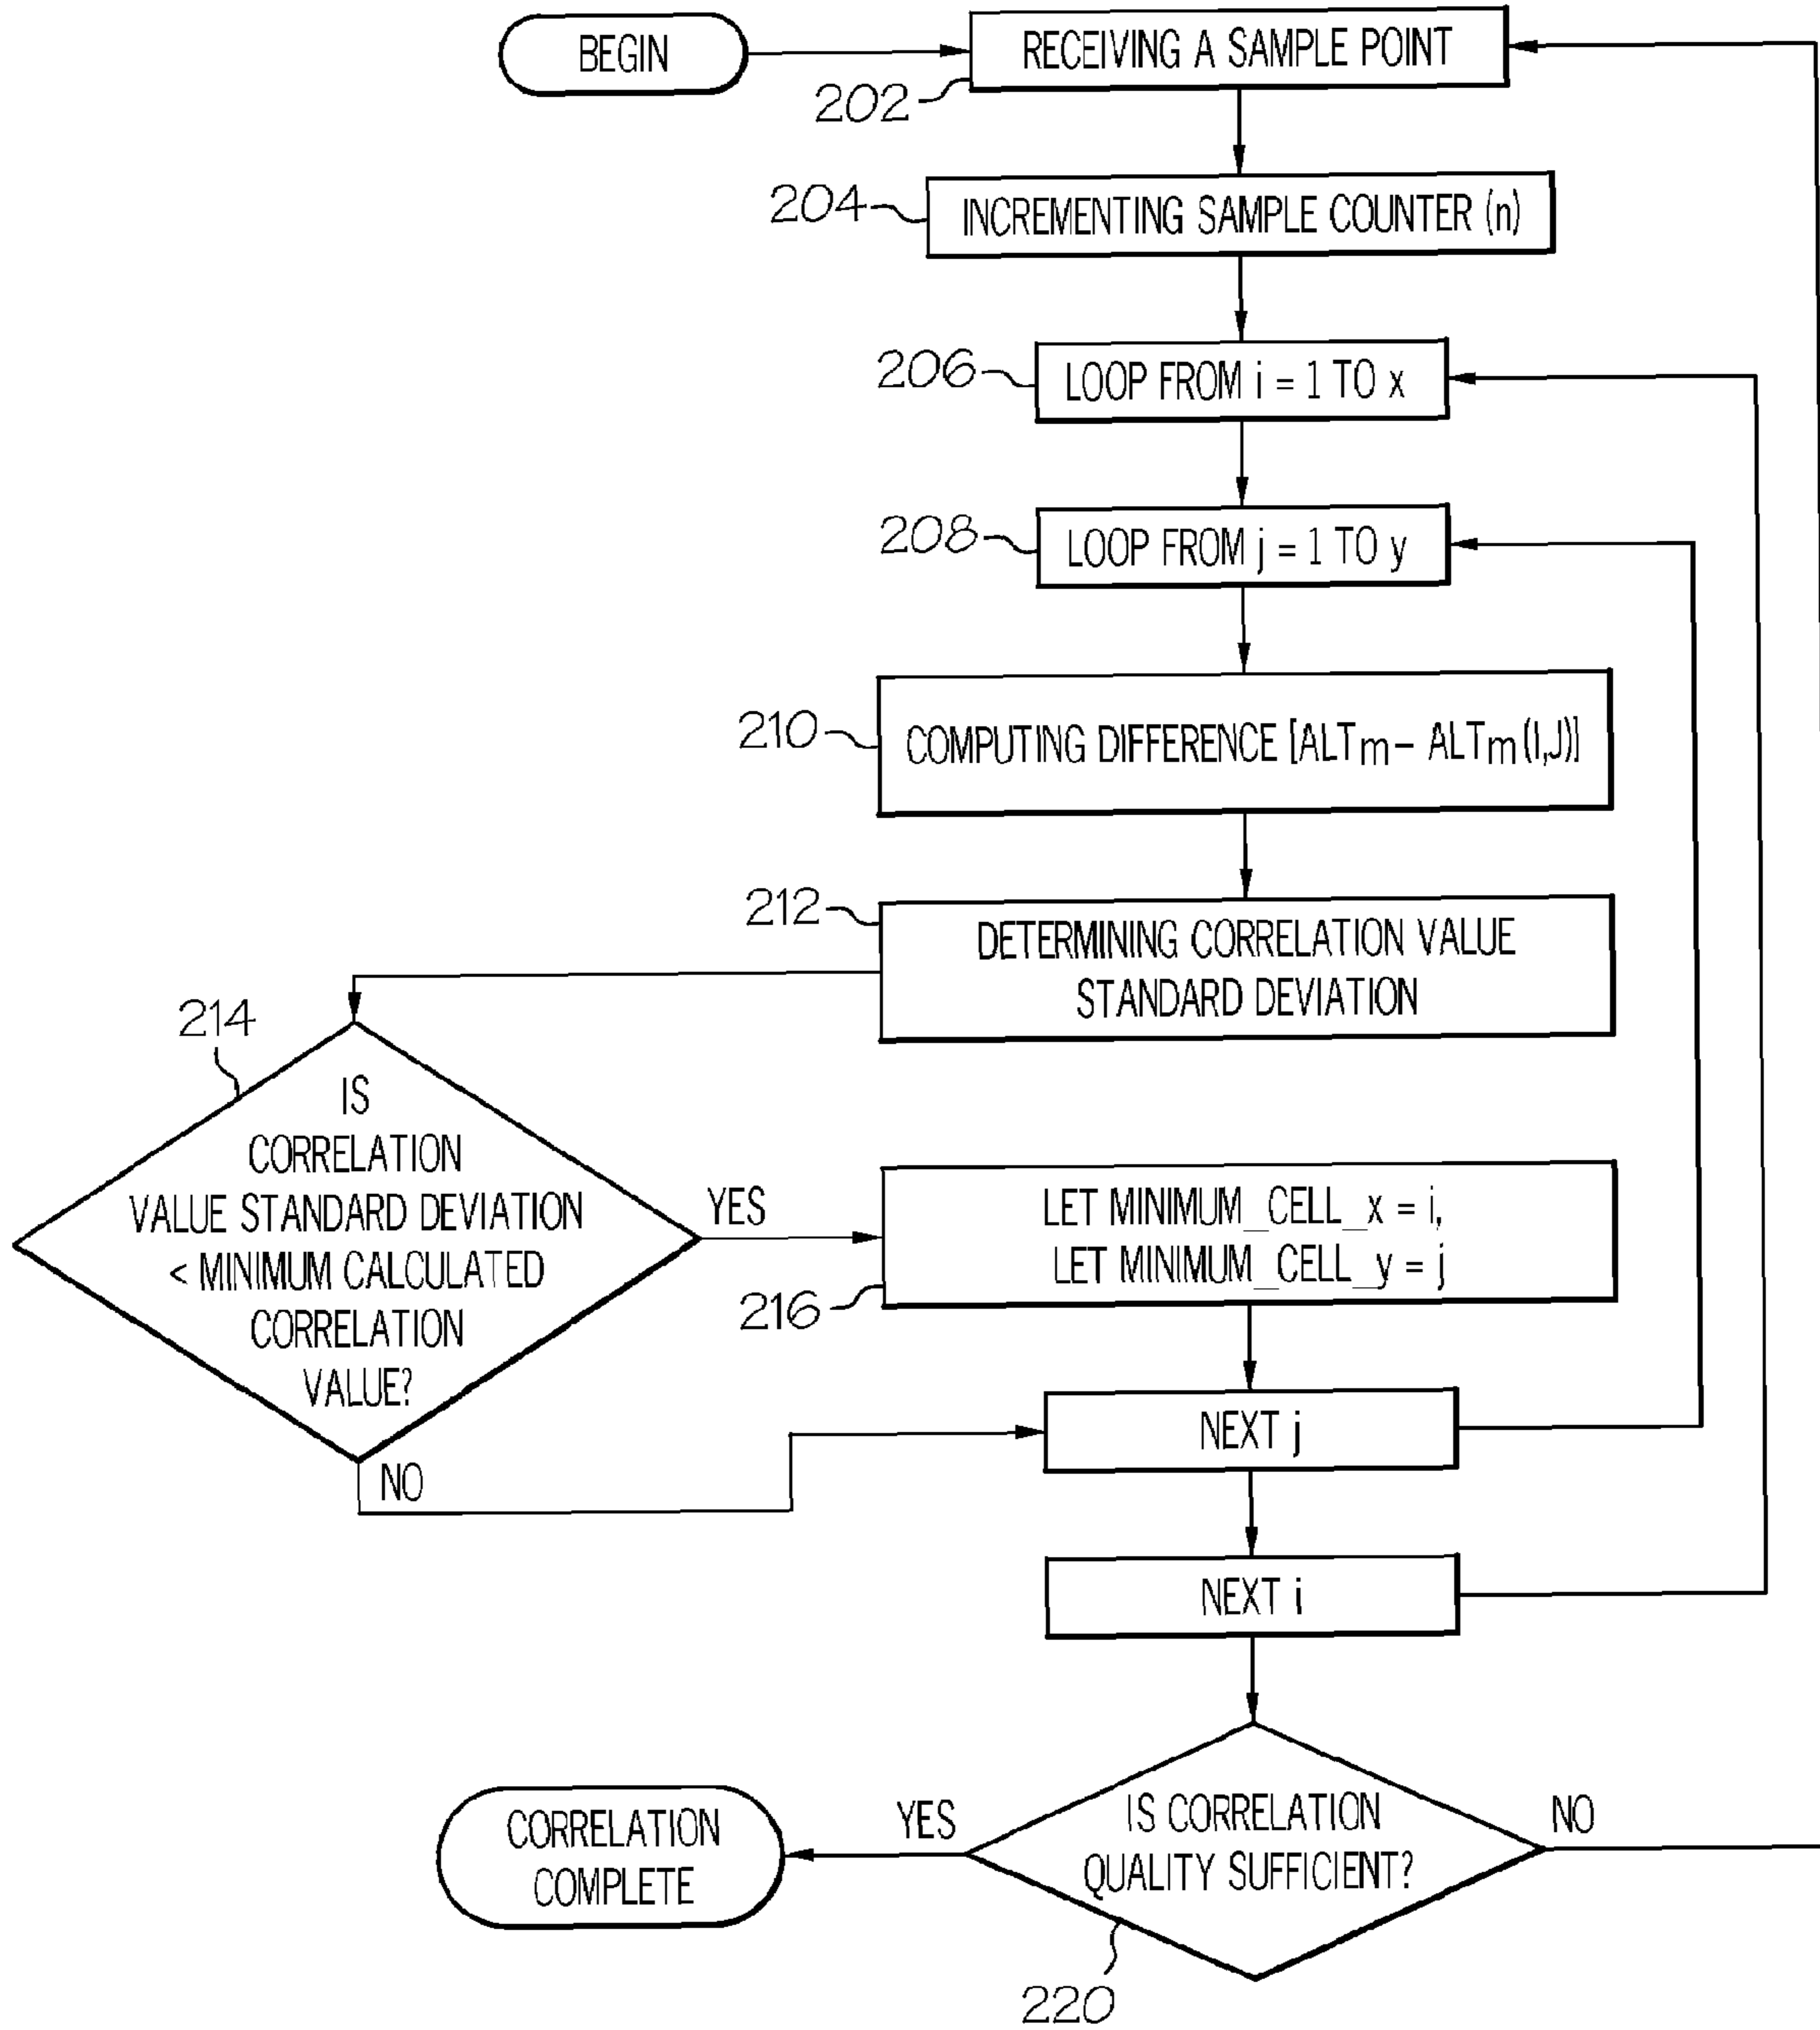 BEGIN
RECEIVING A SAMPLE POINT
202
204
INCREMENTING SAMPLE COUNTER (n)
206
LOOP FROM i = 1 TO x
208
LOOP FROM j = 1 TO y
210
COMPUTING DIFFERENCE [ALTm – ALTm (I,J)]
212
DETERMINING CORRELATION VALUE
STANDARD DEVIATION
214
IS
CORRELATION
VALUE STANDARD DEVIATION
< MINIMUM CALCULATED
CORRELATION
VALUE?
YES
LET MINIMUM_CELL_x = i,
LET MINIMUM_CELL_y = j
216
NO
NEXT j
NEXT i
IS CORRELATION
QUALITY SUFFICIENT?
YES
NO
CORRELATION
COMPLETE
220